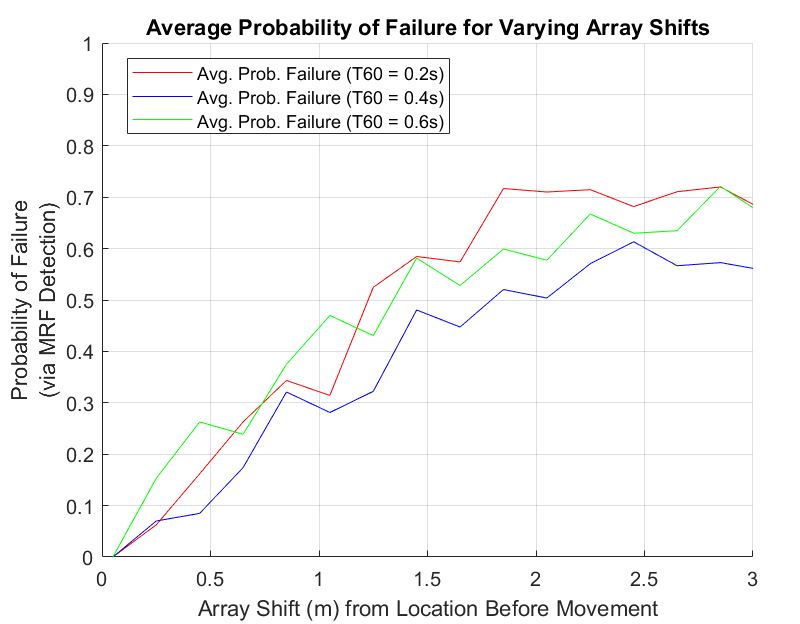 Average Probability of Failure for Varying Array Shifts
Avg. Prob. Failure (T60 = 0.2s)
Avg. Prob. Failure (T60 = 0.4s)
Avg. Prob. Failure (T60 = 0.6s)
Probability of Failure
(via MRF Detection)
1
0.9
0.8
0.7
0.6
0.5
0.4
0.3
0.2
0.1
0
0 0.5 1 1.5 2 2.5 3
Array Shift (m) from Location Before Movement